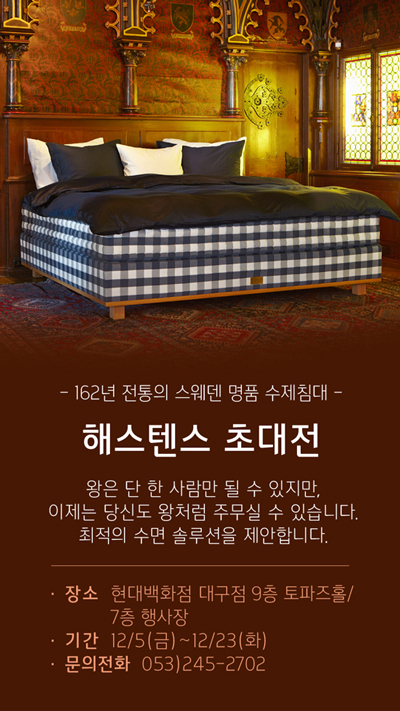 - 162년 전통의 스웨덴 명품 수제침대 -
해스텐스 초대전
왕은 단 한 사람만 될 수 있지만,
이제는 당신도 왕처럼 주무실 수 있습니다.
최적의 수면 솔루션을 제안합니다.
· 장소 현대백화점 대구점 9층 토파즈홀/
7층 행사장
· 기간 12/5(금)~12/23(화)
· 문의전화 053)245-2702